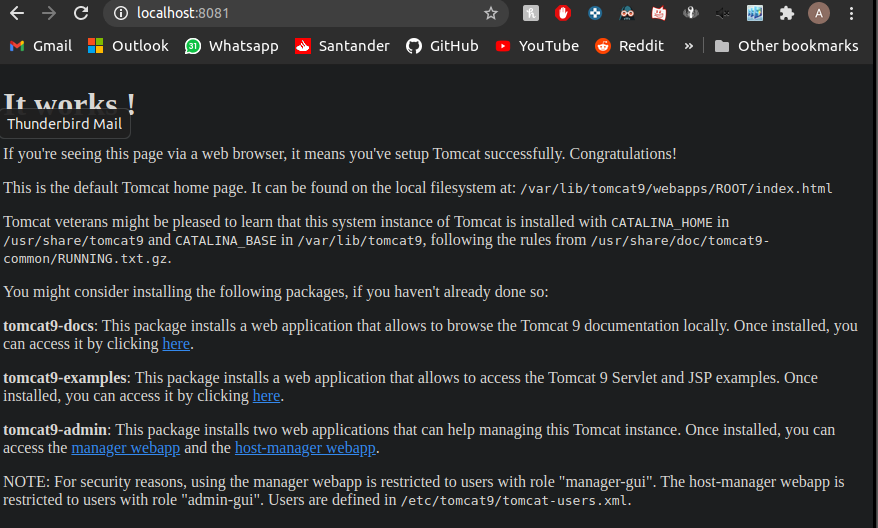 localhost:8081
A
Gmail
31
Outlook
Whatsapp
Santander
GitHub
YouTube
Reddit
»
Other bookmarks
It works !
Thunderbird Mail
If you're seeing this page via a web browser, it means you've setup Tomcat successfully. Congratulations!
This is the default Tomcat home page. It can be found on the local filesystem at: /var/lib/tomcat9/webapps/ROOT/index.html
Tomcat veterans might be pleased to learn that this system instance of Tomcat is installed with CATALINA_HOME in
/usr/share/tomcat9 and CATALINA_BASE in /var/lib/tomcat9, following the rules from /usr/share/doc/tomcat9-
common/RUNNING.txt.gz.
You might consider installing the following packages, if you haven't already done so:
tomcat9-docs: This package installs a web application that allows to browse the Tomcat 9 documentation locally. Once installed, you
can access it by clicking here.
tomcat9-examples: This package installs a web application that allows to access the Tomcat 9 Servlet and JSP examples. Once
installed, you can access it by clicking here.
tomcat9-admin: This package installs two web applications that can help managing this Tomcat instance. Once installed, you can
access the manager webapp and the host-manager webapp.
NOTE: For security reasons, using the manager webapp is restricted to users with role "manager-gui". The host-manager webapp is
restricted to users with role "admin-gui". Users are defined in /etc/tomcat9/tomcat-users.xml.